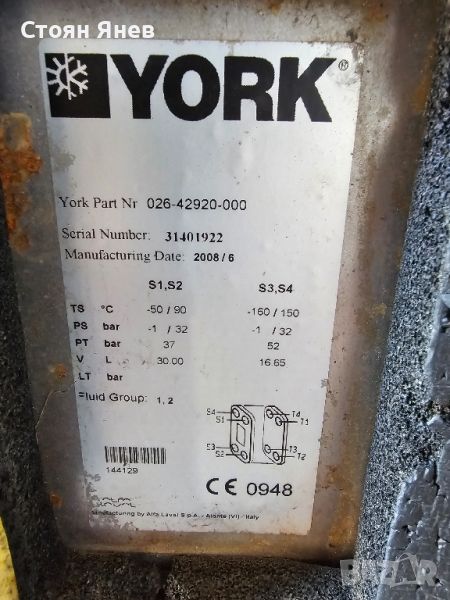 Стоян Янев
YORK®
York Part Nr 026-42920-000
Serial Number: 31401922
Manufacturing Date: 2008/6
S1,S2 S3,S4
TS °C -50/90 -160/150
PS bar -1/32 -1/32
PT bar 37 52
V L 30.00 16.65
LT bar
Fluid Group: 1, 2
S4 T4
S1 T1
S3 T3
S2 T2
144129
CE 0948
Manufacturing by Alfa Laval S.p.A. - Alonte (VI) - Italy
BAZAR